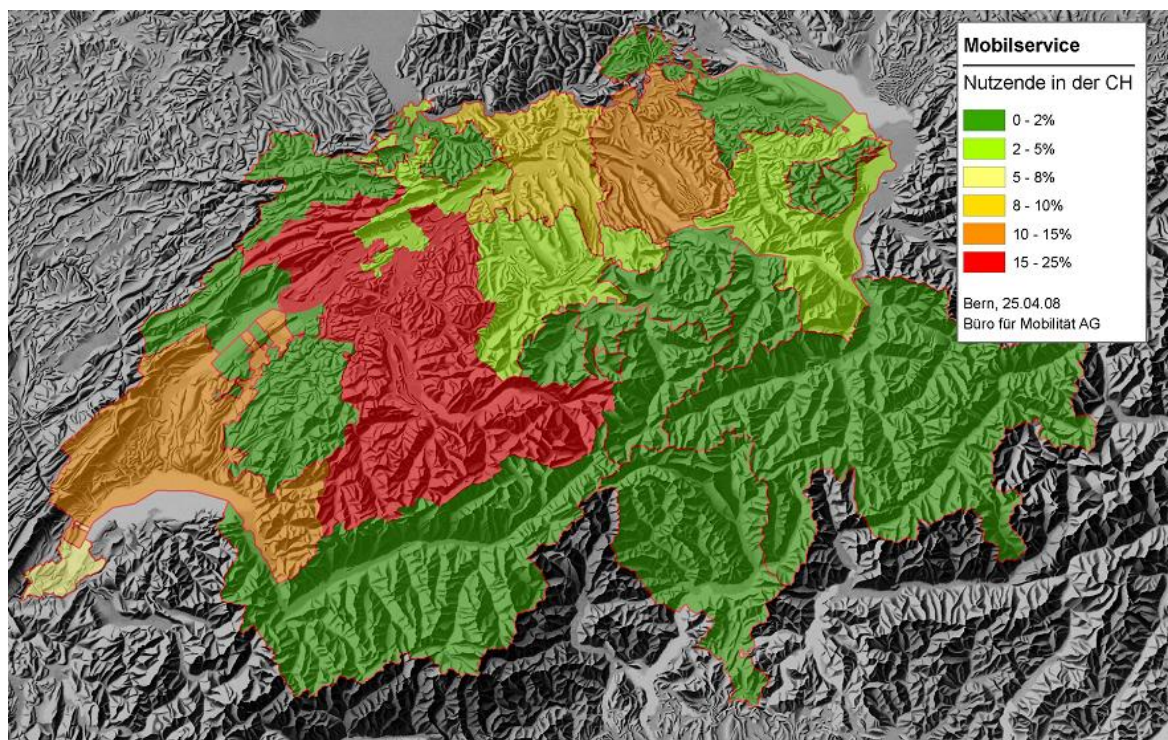 Mobilservice
Nutzende in der CH
0 - 2%
2 - 5%
5 - 8%
8 - 10%
10 - 15%
15 - 25%
Bern, 25.04.08
Büro für Mobilität AG